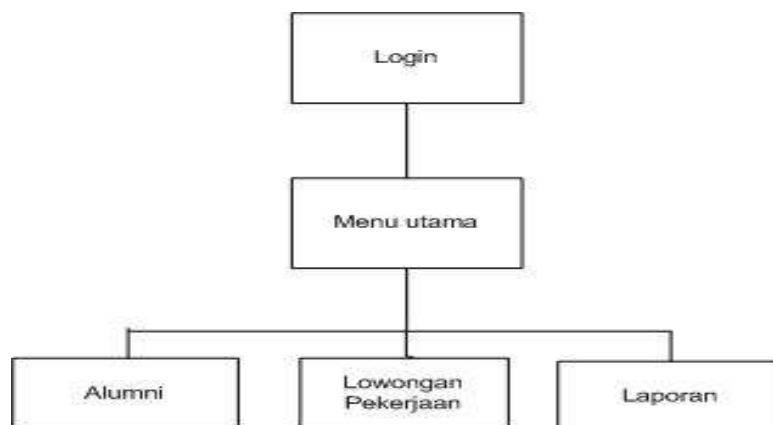 Login
Menu utama
Alumni
Lowongan
Pekerjaan
Laporan